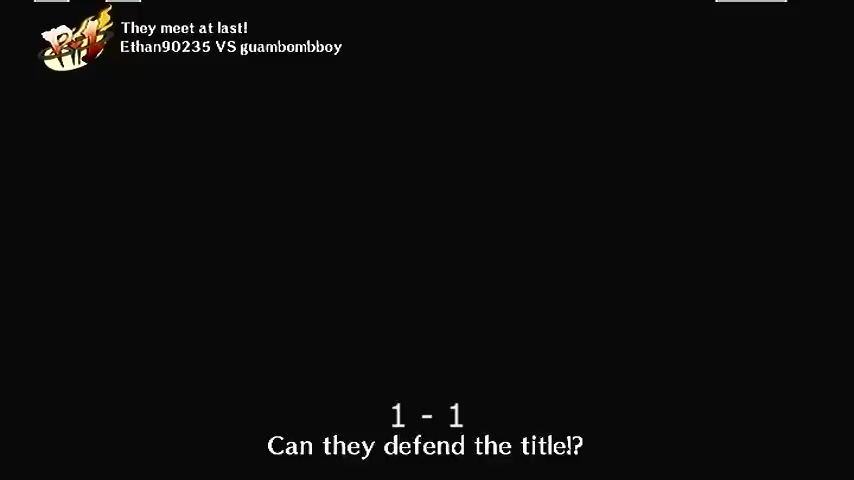 They meet at last!
Ethan90235 VS guambombboy
1 - 1
Can they defend the title!?